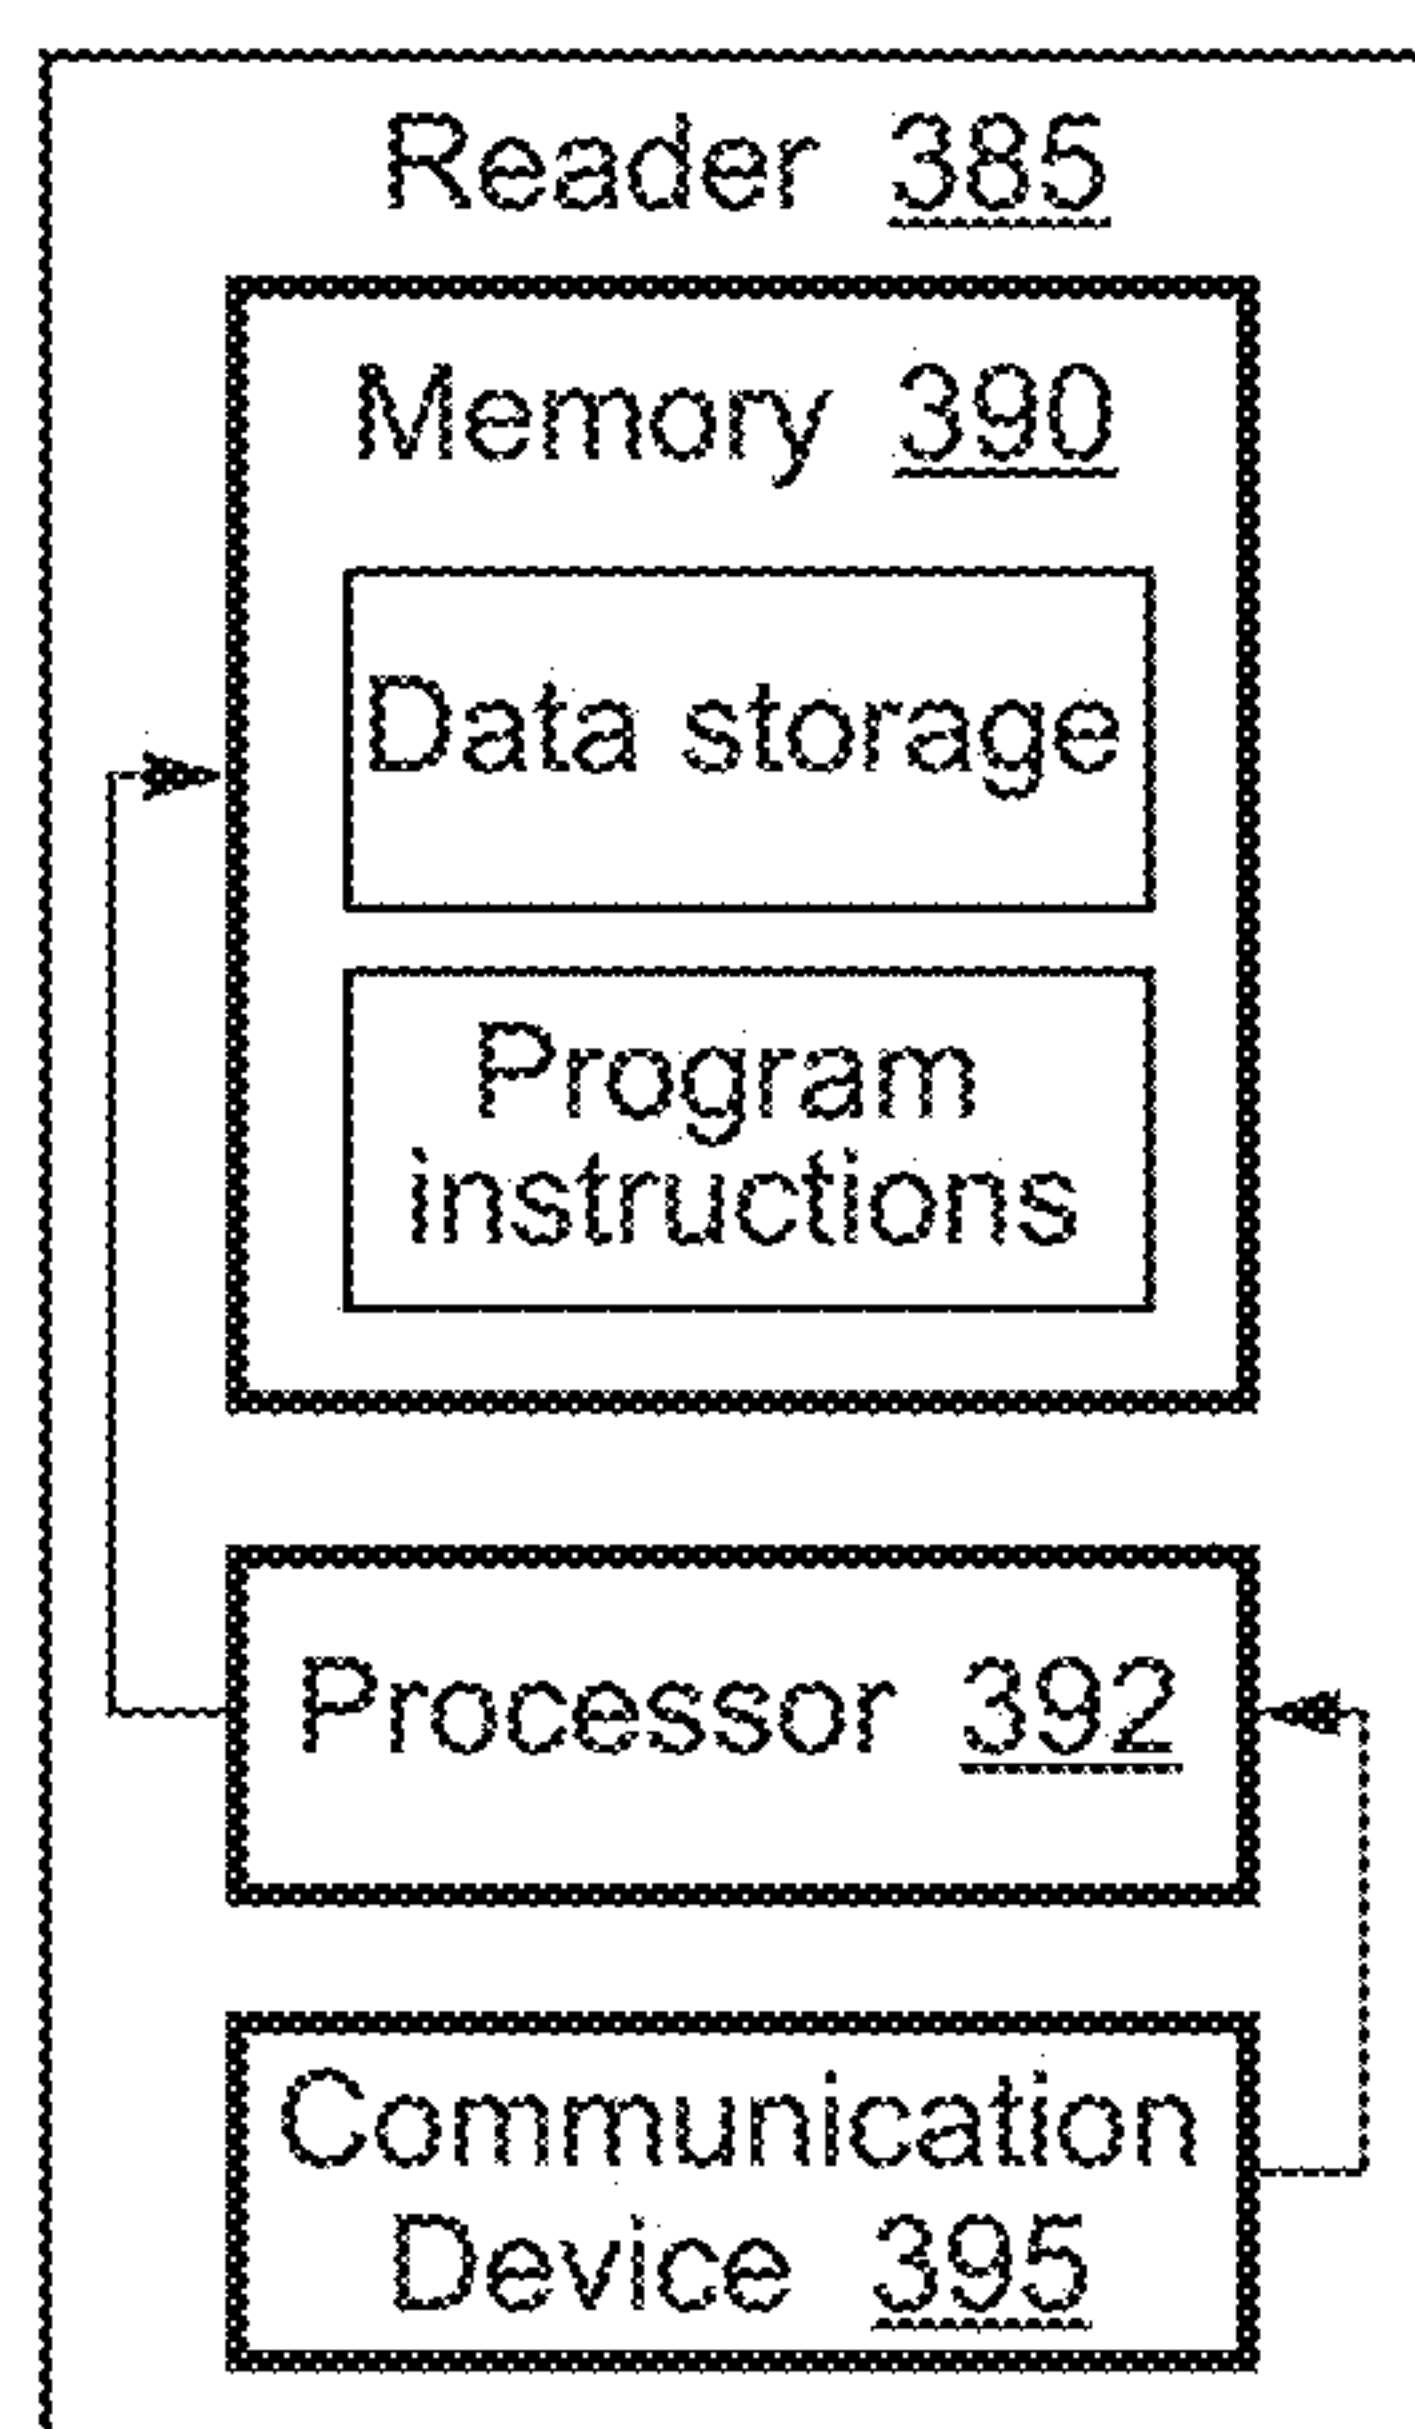 Reader 385
Memory 390
Data storage
Program
instructions
Processor 392
Communication
Device 395